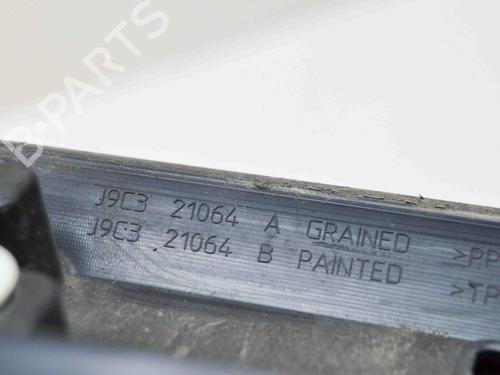 B-PARTS
J9C3 21064 A GRAINED >PP
J9C3 21064 B PAINTED >TP